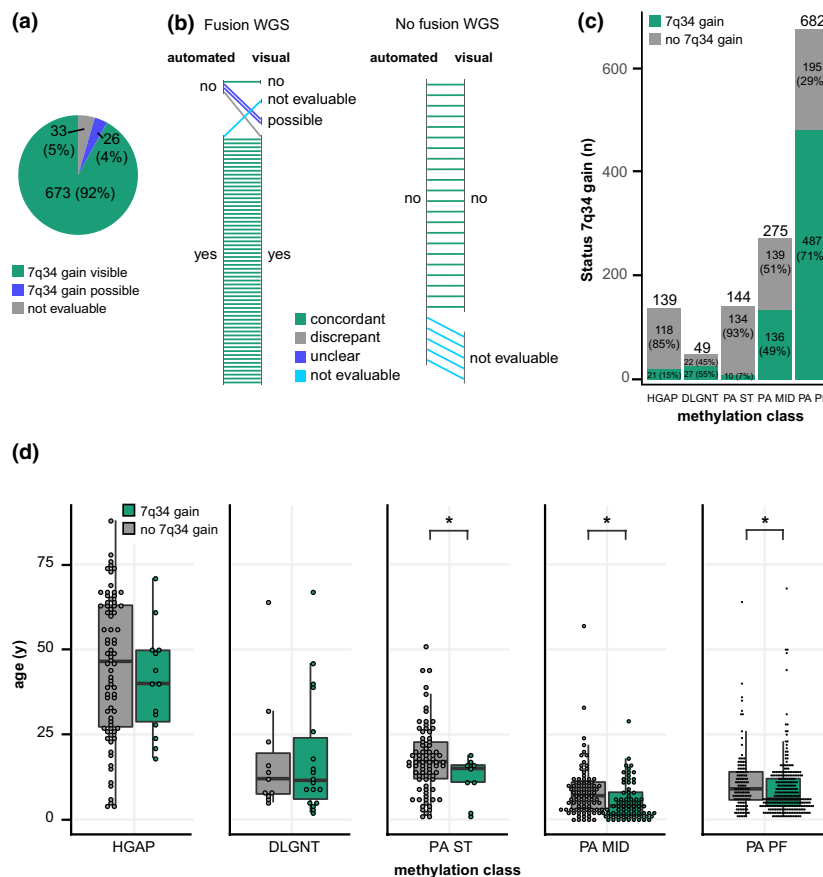 (a)
33
(5%)
26
(4%)
673 (92%)
7q34 gain visible
7q34 gain possible
not evaluable
(b)
Fusion WGS
automated visual
no
no
not evaluable
possible
yes
yes
No fusion WGS
automated visual
no
no
not evaluable
concordant
discrepant
unclear
not evaluable
(c)
7q34 gain
no 7q34 gain
Status 7q34 gain (n)
600
400
200
0
139
118
(85%)
21 (15%)
49
22 (45%)
27 (55%)
144
134
(93%)
10 (7%)
275
139
(51%)
136
(49%)
682
195
(29%)
487
(71%)
HGAP DLGNT PA ST PA MID PA PF
methylation class
(d)
7q34 gain
no 7q34 gain
age (y)
75
50
25
0
*
*
*
HGAP DLGNT PA ST PA MID PA PF
methylation class